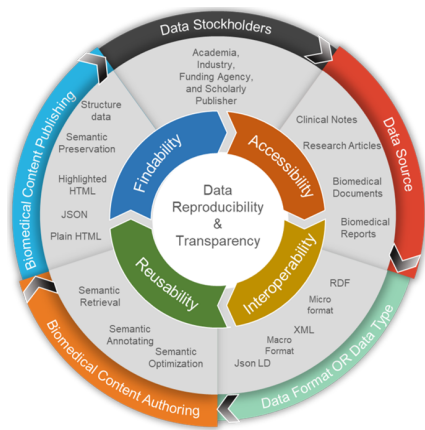 Data Stockholders
Academia,
Industry,
Funding Agency,
and Scholarly
Publisher
Data Source
Clinical Notes
Research Articles
Biomedical
Documents
Biomedical
Reports
Data Format OR Data Type
RDF
Micro
format
XML
Macro
Format
Json LD
Biomedical Content Authoring
Semantic
Retrieval
Semantic
Annotating
Semantic
Optimization
Biomedical Content Publishing
Structure
data
Semantic
Preservation
Highlighted
HTML
JSON
Plain HTML
Findability
Accessibility
Interoperability
Reusability
Data
Reproducibility
&
Transparency